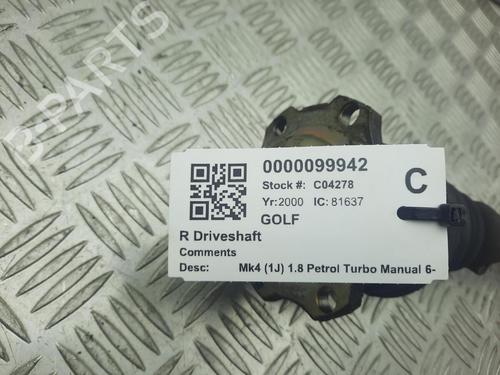 B-Parts
0000099942
Stock #: C04278
C
Yr:2000 IC: 81637
GOLF
R Driveshaft
Comments
Desc: Mk4 (1J) 1.8 Petrol Turbo Manual 6-